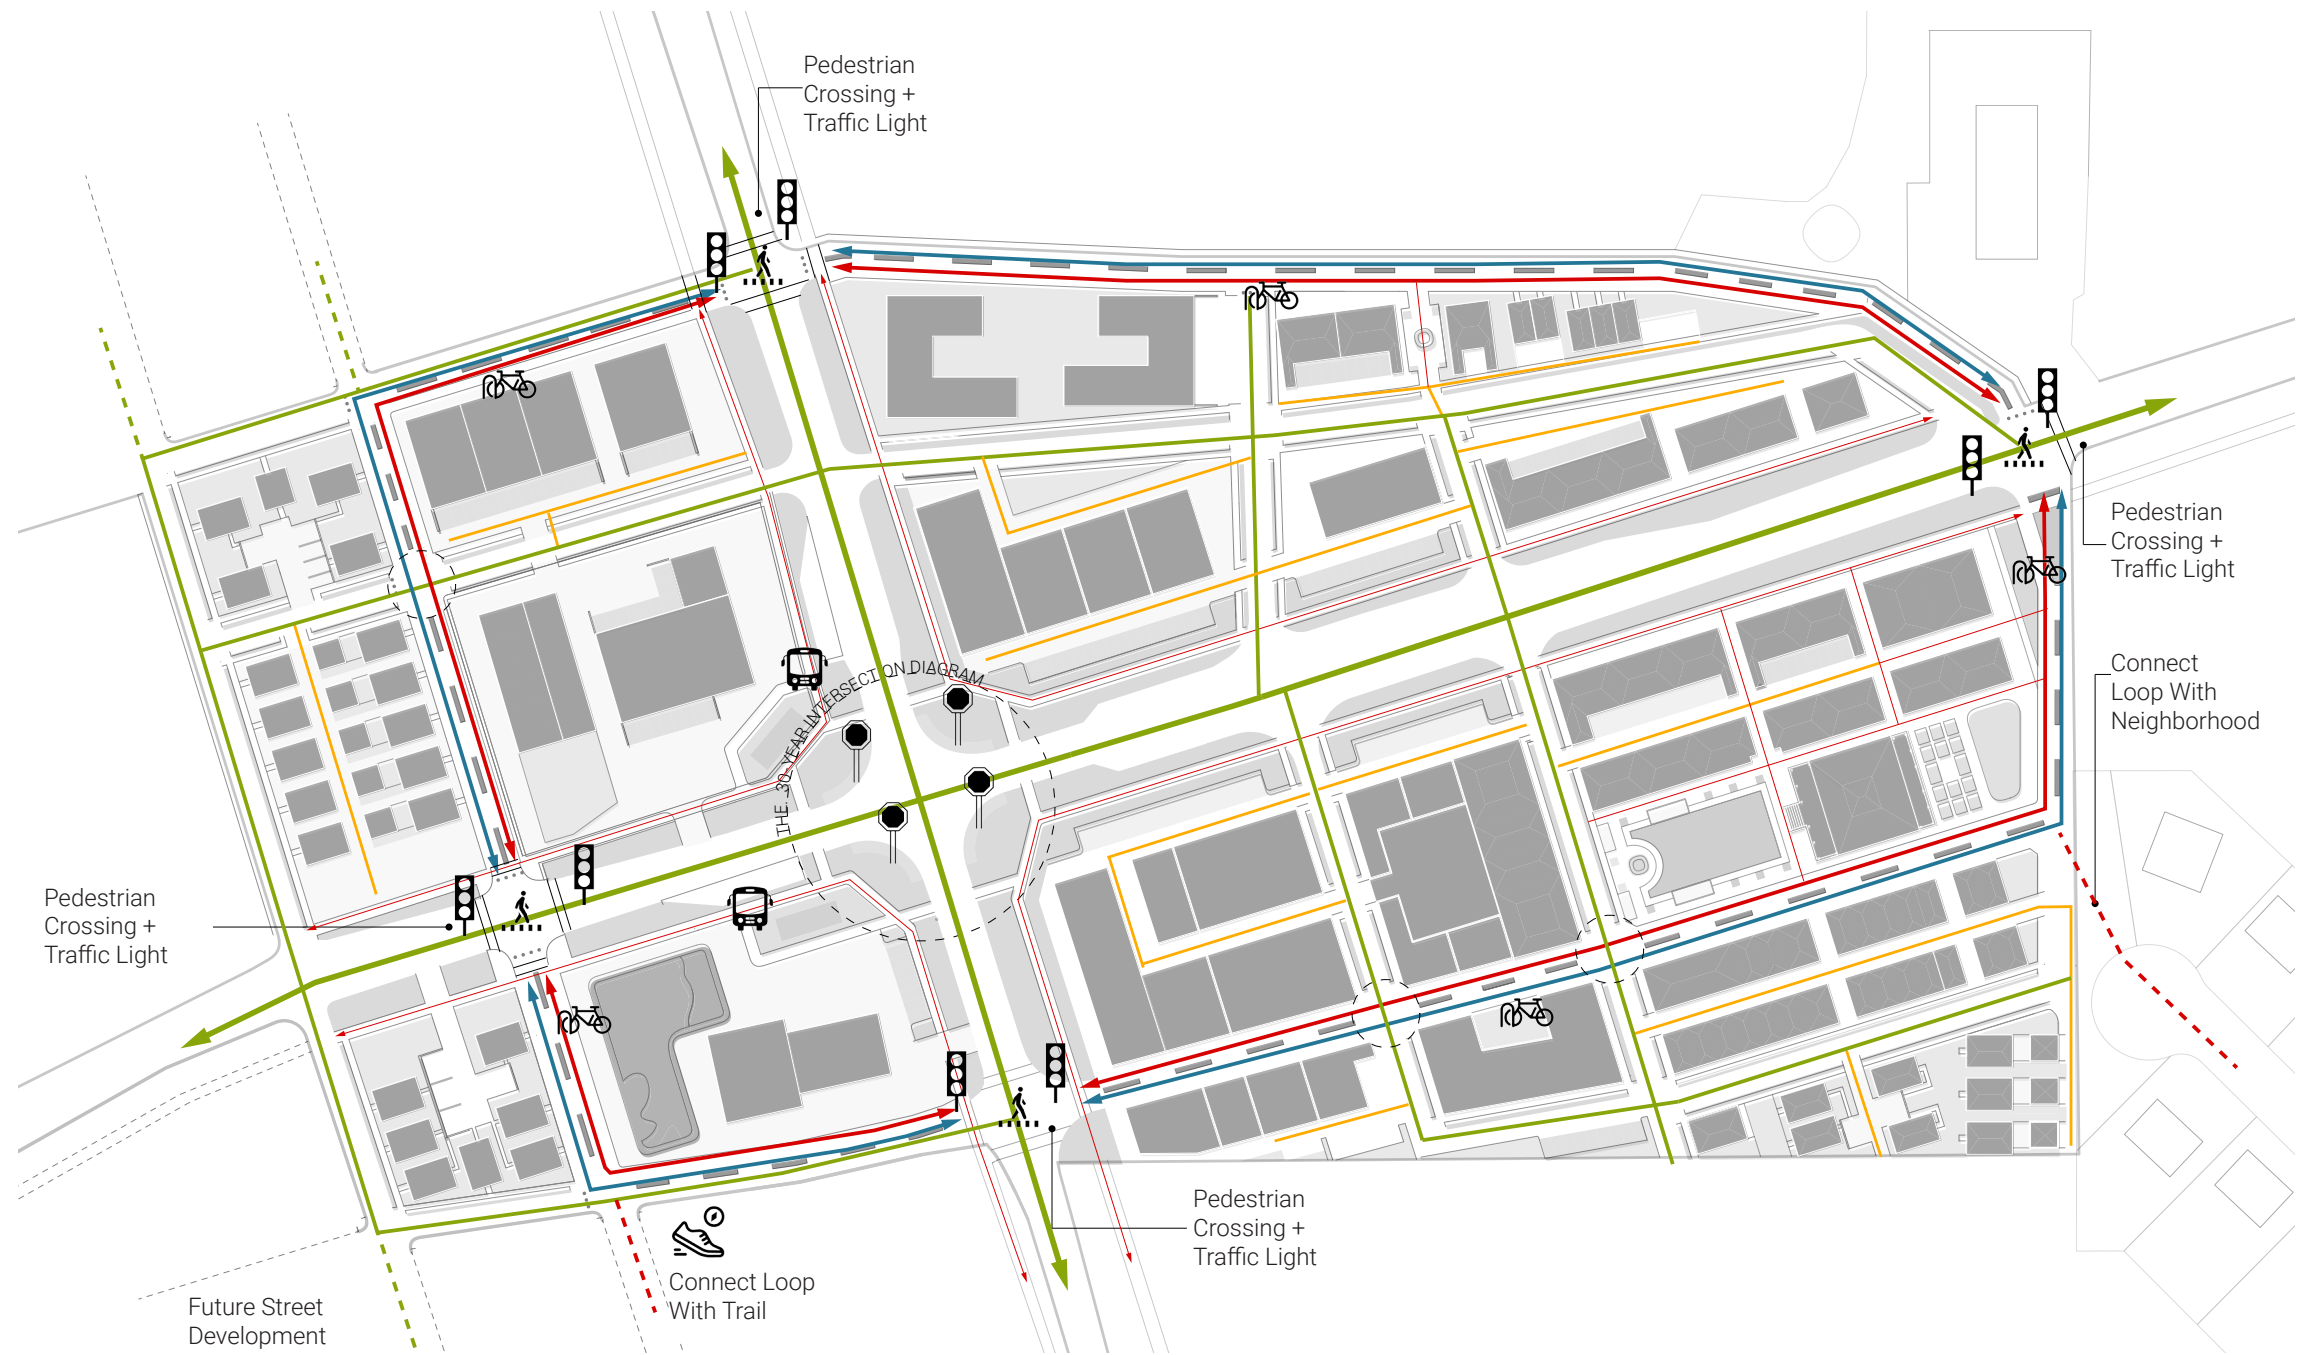 Pedestrian
Crossing +
Traffic Light
Pedestrian
Crossing +
Traffic Light
Connect
Loop With
Neighborhood
THE 30-YEAR INTERSECTION DIAGRAM
Pedestrian
Crossing +
Traffic Light
Pedestrian
Crossing +
Traffic Light
Connect Loop
With Trail
Future Street
Development